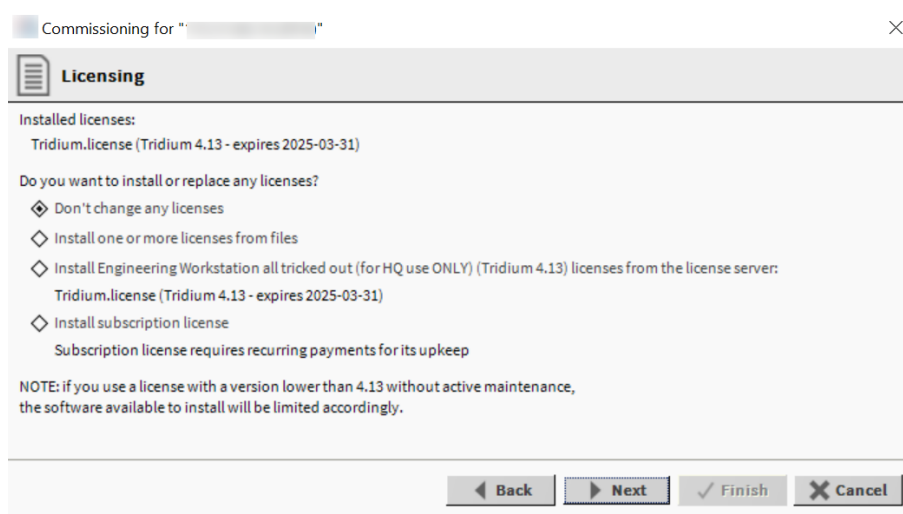 Commissioning for " "
Licensing
Installed licenses:
Tridium.license (Tridium 4.13 - expires 2025-03-31)
Do you want to install or replace any licenses?
Don't change any licenses
Install one or more licenses from files
Install Engineering Workstation all tricked out (for HQ use ONLY) (Tridium 4.13) licenses from the license server:
Tridium.license (Tridium 4.13 - expires 2025-03-31)
Install subscription license
Subscription license requires recurring payments for its upkeep
NOTE: if you use a license with a version lower than 4.13 without active maintenance,
the software available to install will be limited accordingly.
Back Next Finish Cancel